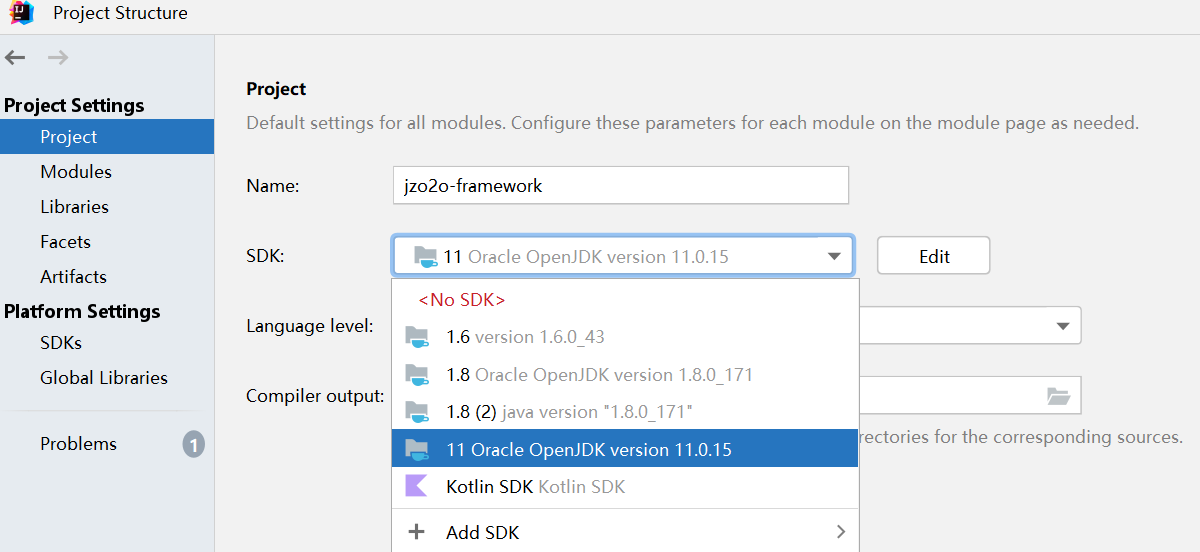 Project Structure
Project Settings
Project
Modules
Libraries
Facets
Artifacts
Platform Settings
SDKs
Global Libraries
Problems
1
Project
Default settings for all modules. Configure these parameters for each module on the module page as needed.
Name:
jzo2o-framework
SDK:
11 Oracle OpenJDK version 11.0.15
Edit
<No SDK>
1.6 version 1.6.0_43
1.8 Oracle OpenJDK version 1.8.0_171
1.8 (2) java version "1.8.0_171"
11 Oracle OpenJDK version 11.0.15
Kotlin SDK Kotlin SDK
Add SDK
Language level:
Compiler output:
rectories for the corresponding sources.